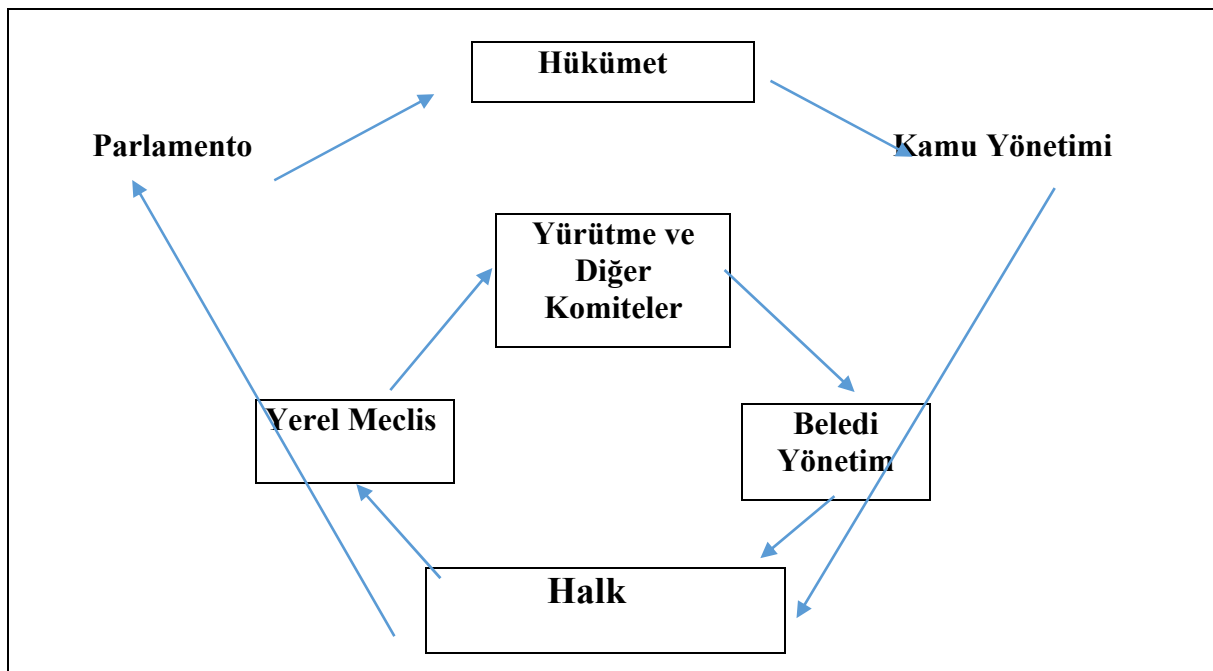 Hükümet
Parlamento
Kamu Yönetimi
Yürütme ve
Diğer
Komiteler
Yerel Meclis
Beledi
Yönetim
Halk